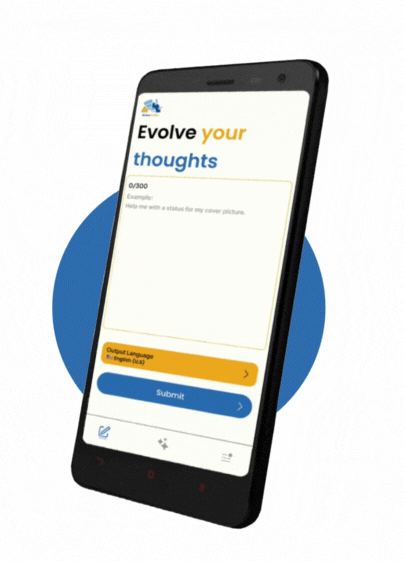 Evolve your
thoughts
0/300
Example:
Help me with a status for my cover picture.
Output Language
English (U.S)
Submit